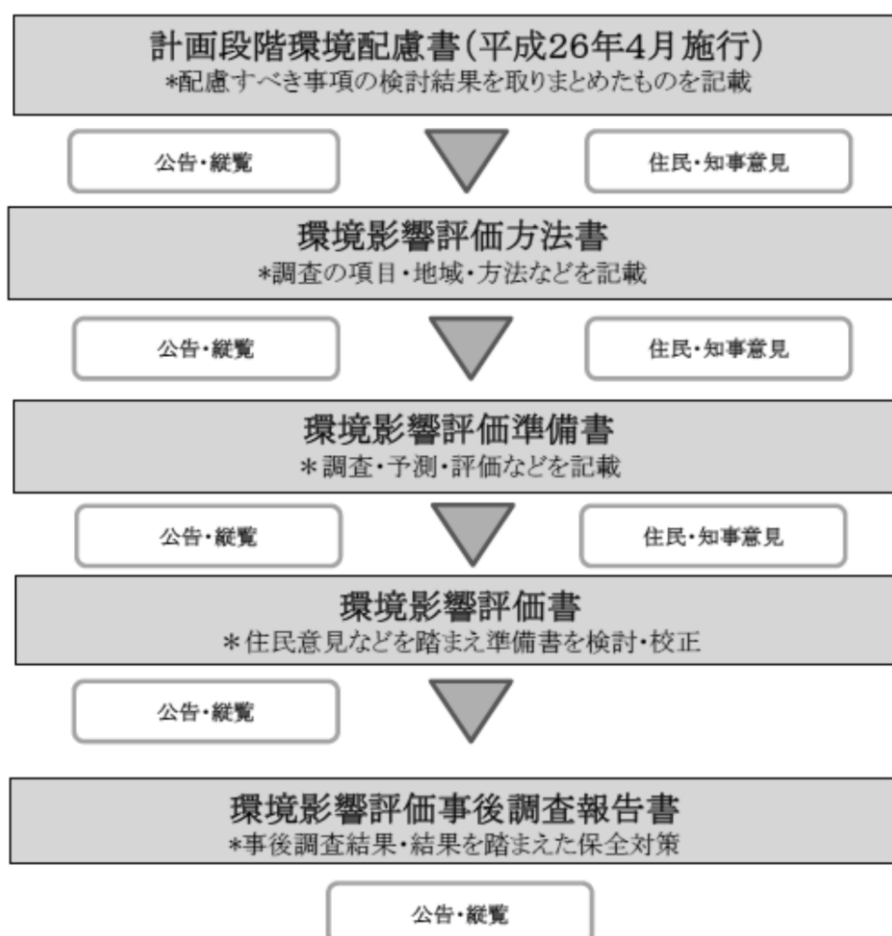 計画段階環境配慮書(平成26年4月施行)
*配慮すべき事項の検討結果を取りまとめたものを記載
公告・縦覧
住民・知事意見
環境影響評価方法書
*調査の項目・地域・方法などを記載
公告・縦覧
住民・知事意見
環境影響評価準備書
*調査・予測・評価などを記載
公告・縦覧
住民・知事意見
環境影響評価書
*住民意見などを踏まえ準備書を検討・校正
公告・縦覧
環境影響評価事後調査報告書
*事後調査結果・結果を踏まえた保全対策
公告・縦覧